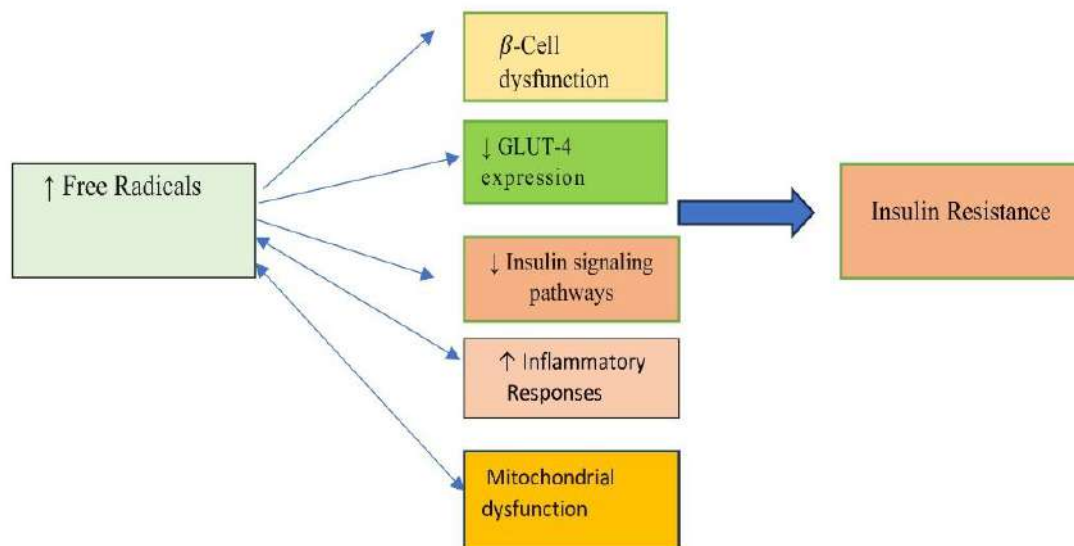 β-Cell
dysfunction
↓ GLUT-4
expression
↑ Free Radicals
Insulin Resistance
↓ Insulin signaling
pathways
↑ Inflammatory
Responses
Mitochondrial
dysfunction